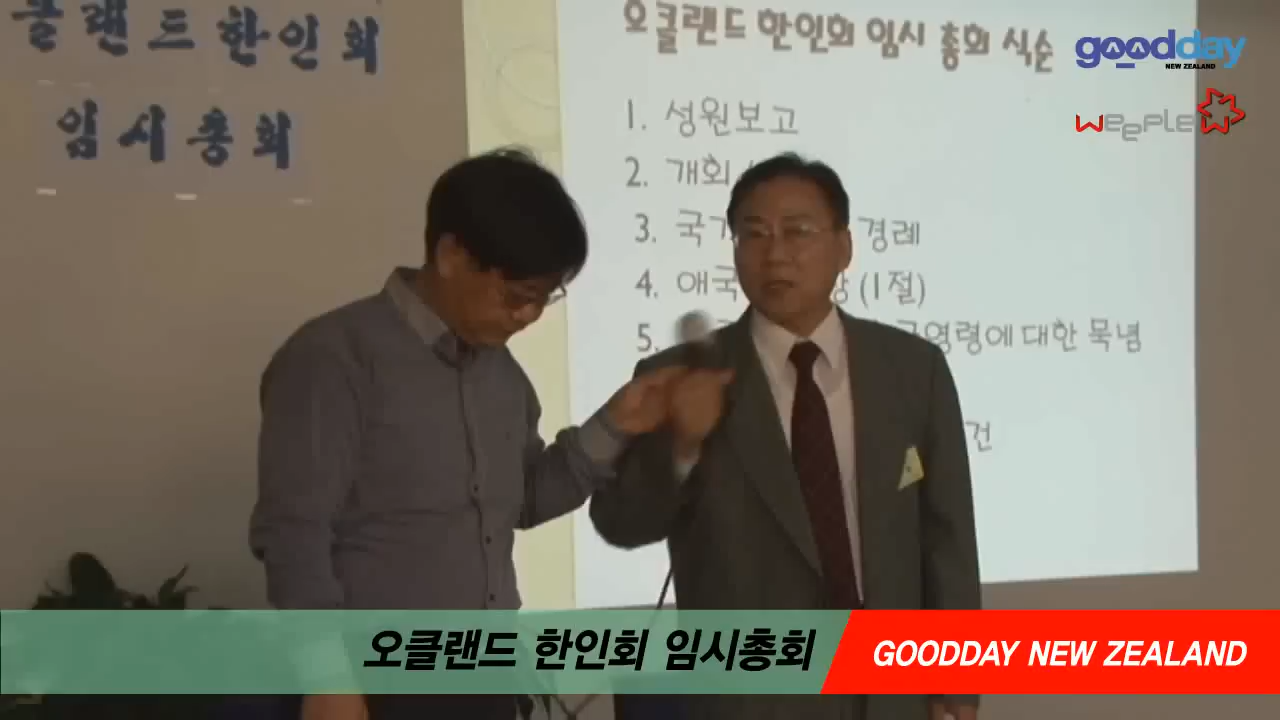 클랜드한인회
임시총회
오클랜드 한인회 임시 총회 식순
1. 성원보고
2. 개회
3. 경례
4. 애국 (1절)
5. 영령에 대한 묵념
건
goodday
NEW ZEALAND
WEEPLE
오클랜드 한인회 임시총회
GOODDAY NEW ZEALAND